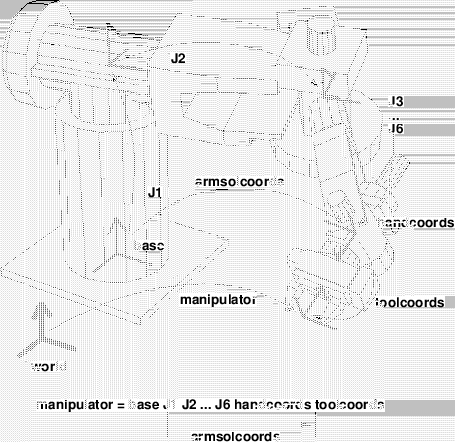 J2
J3
...
J6
armsolcoords
J1
handcoords
base
manipulator
toolcoords
world
manipulator = base J1 J2 ... J6 handcoords toolcoords
armsolcoords